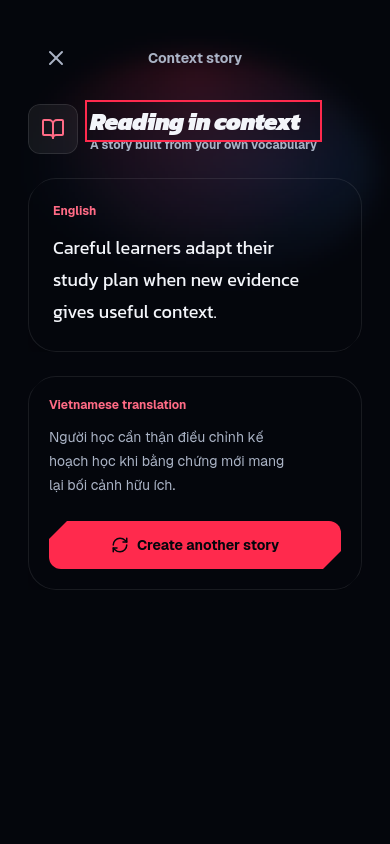 Context story
Reading in context
A story built from your own vocabulary
English
Careful learners adapt their
study plan when new evidence
gives useful context.
Vietnamese translation
Người học cẩn thận điều chỉnh kế
hoạch học khi bằng chứng mới mang
lại bối cảnh hữu ích.
Create another story